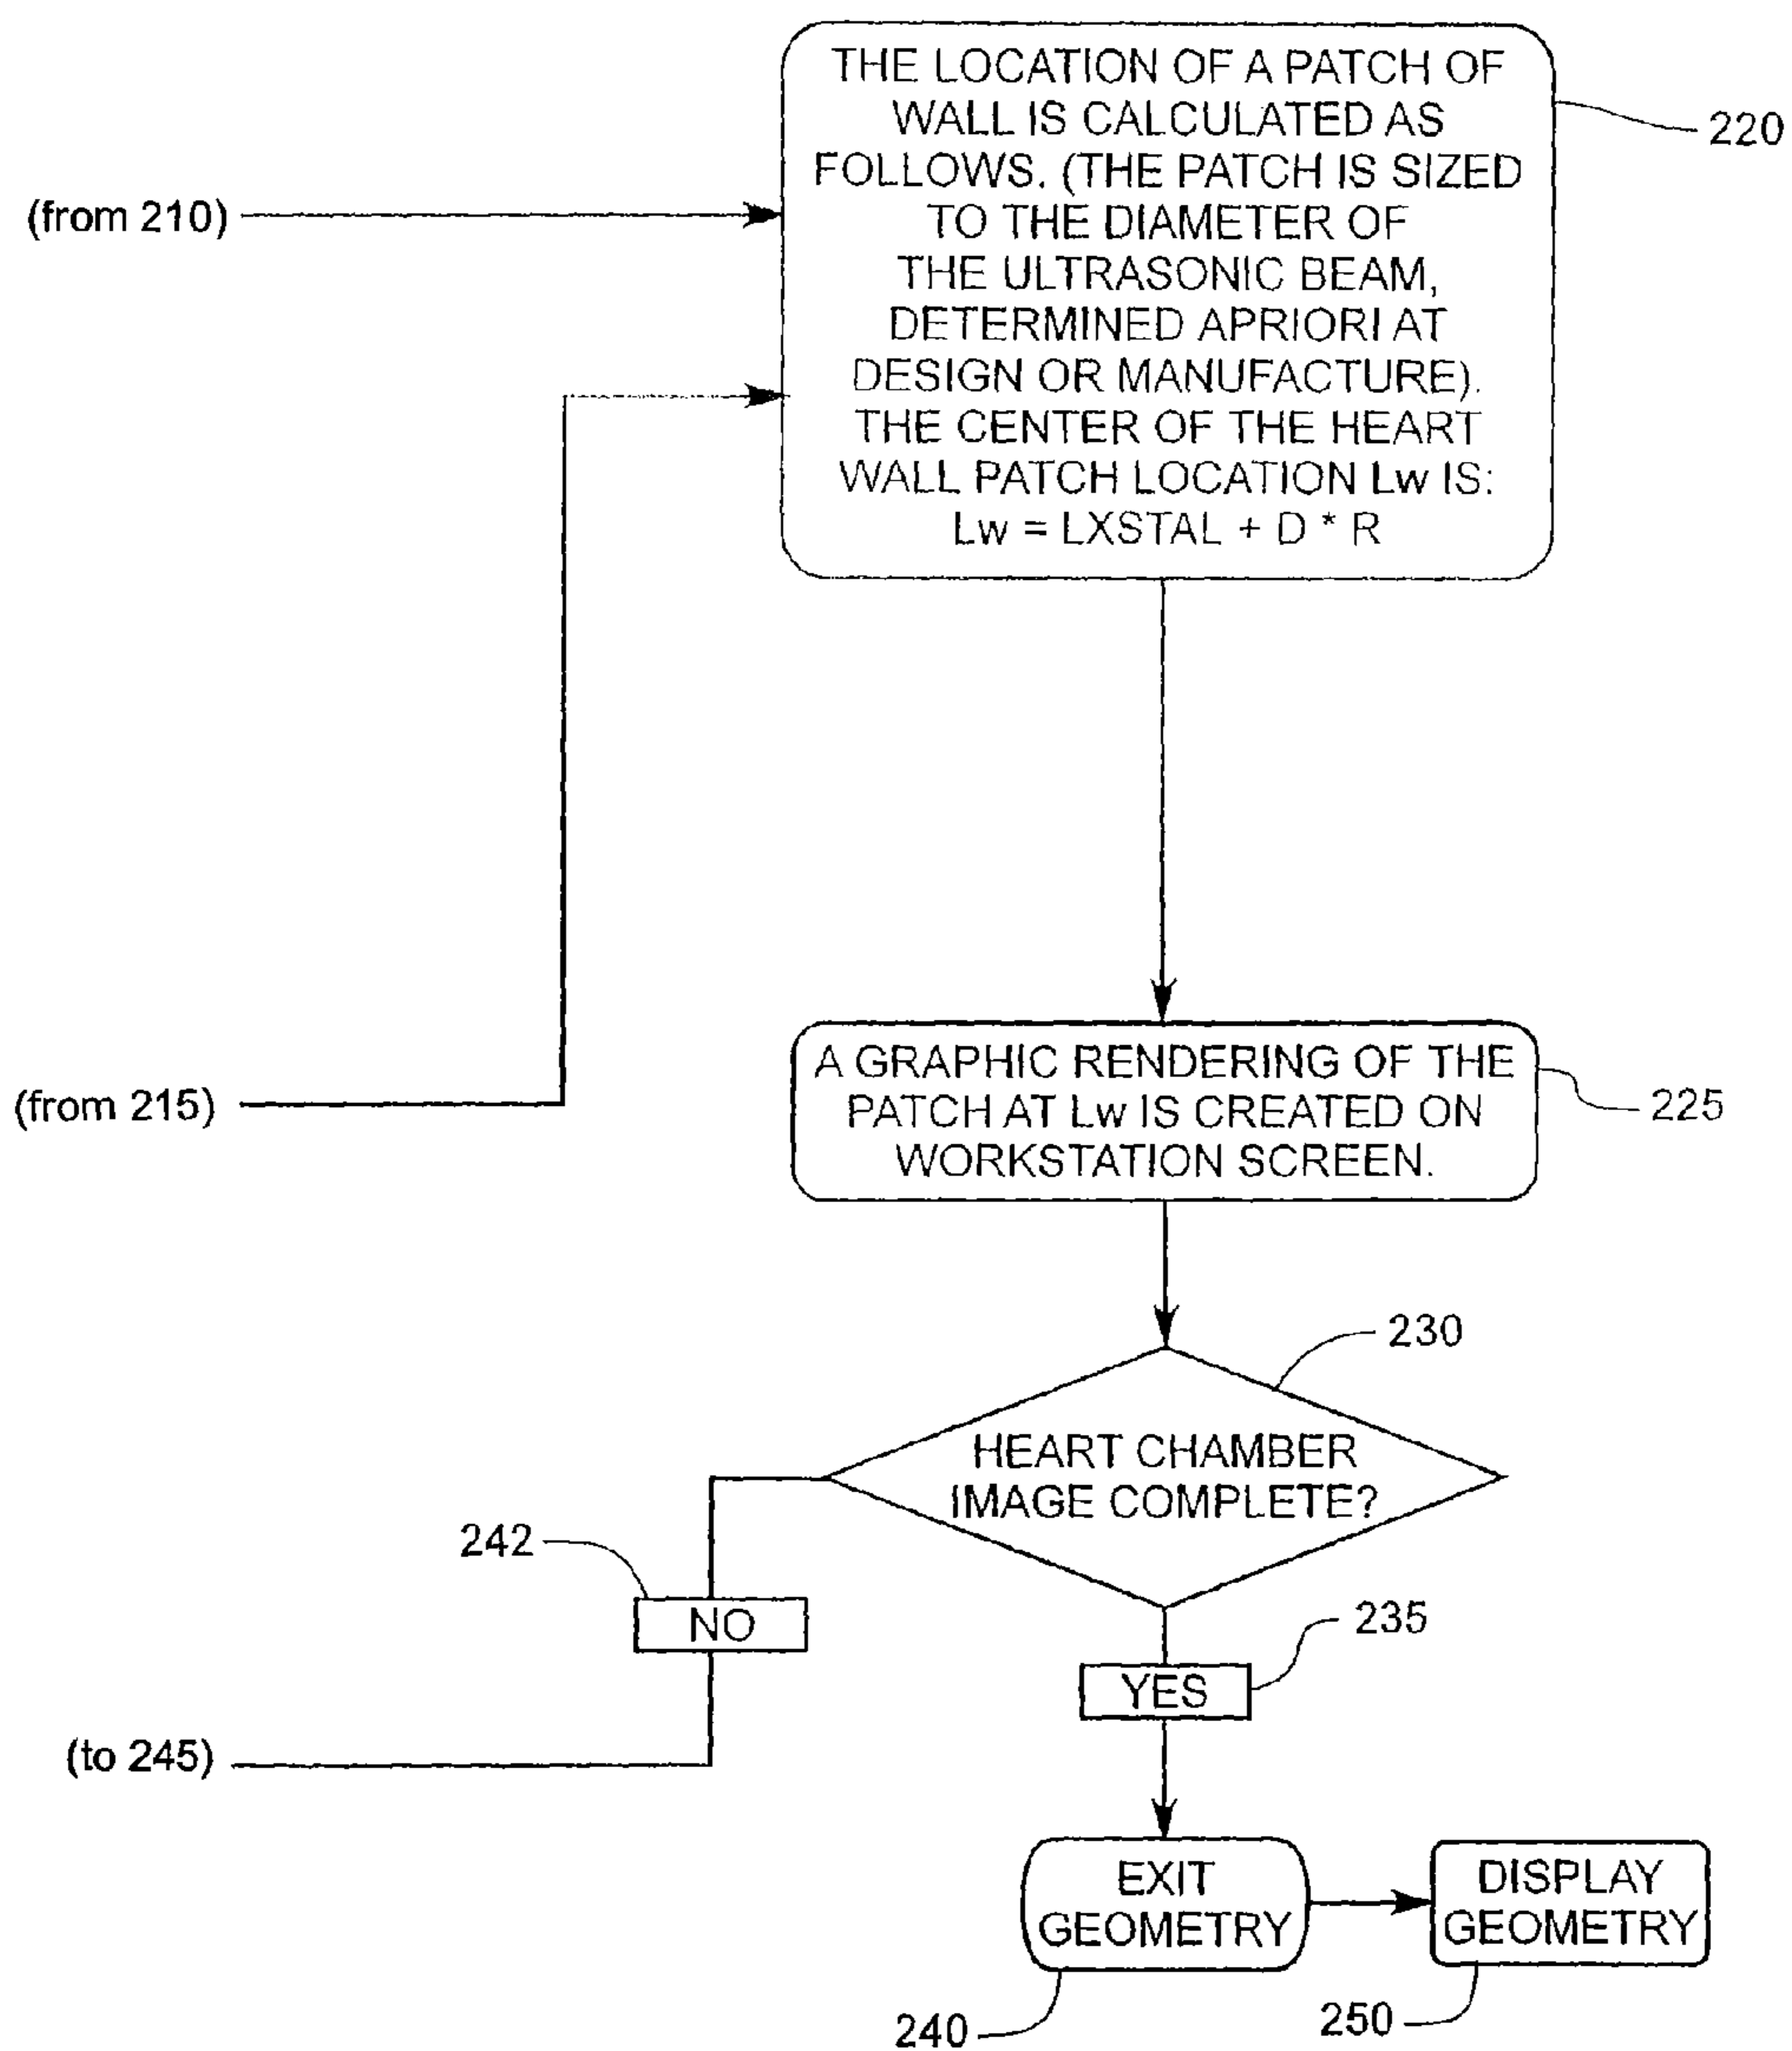 THE LOCATION OF A PATCH OF
WALL IS CALCULATED AS
FOLLOWS. (THE PATCH IS SIZED
TO THE DIAMETER OF
THE ULTRASONIC BEAM,
DETERMINED APRIORI AT
DESIGN OR MANUFACTURE).
THE CENTER OF THE HEART
WALL PATCH LOCATION Lw IS:
Lw = LXSTAL + D * R
220
(from 210)
(from 215)
A GRAPHIC RENDERING OF THE
PATCH AT Lw IS CREATED ON
WORKSTATION SCREEN.
225
230
HEART CHAMBER
IMAGE COMPLETE?
242
NO
235
YES
(to 245)
EXIT
GEOMETRY
DISPLAY
GEOMETRY
240
250